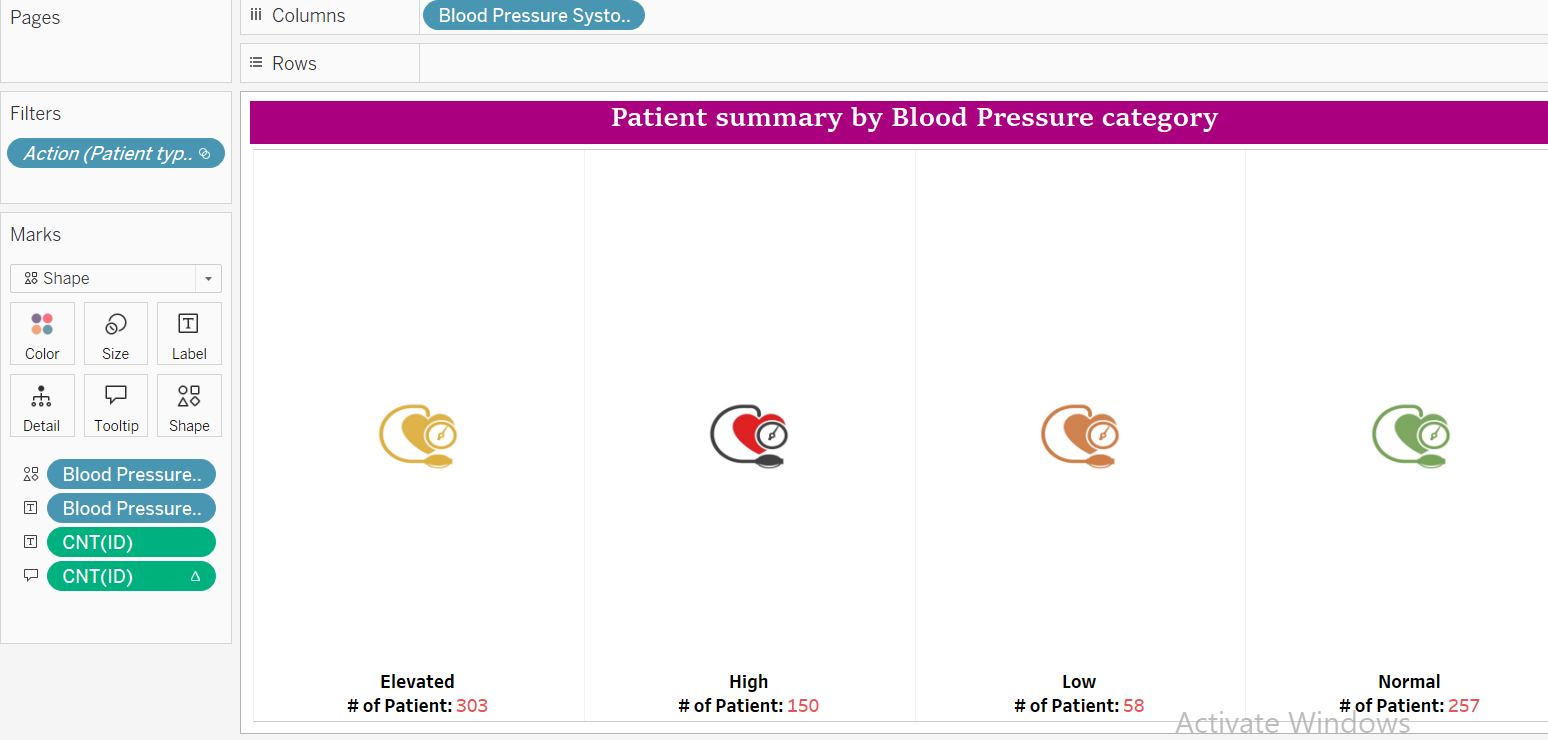 Pages
Columns
Blood Pressure Systo..
Rows
Filters
Action (Patient typ..
Marks
Shape
Color
Size
Label
Detail
Tooltip
Shape
Blood Pressure..
Blood Pressure..
CNT(ID)
CNT(ID) Δ
Patient summary by Blood Pressure category
Elevated
# of Patient: 303
High
# of Patient: 150
Low
# of Patient: 58
Normal
# of Patient: 257
Activate Windows